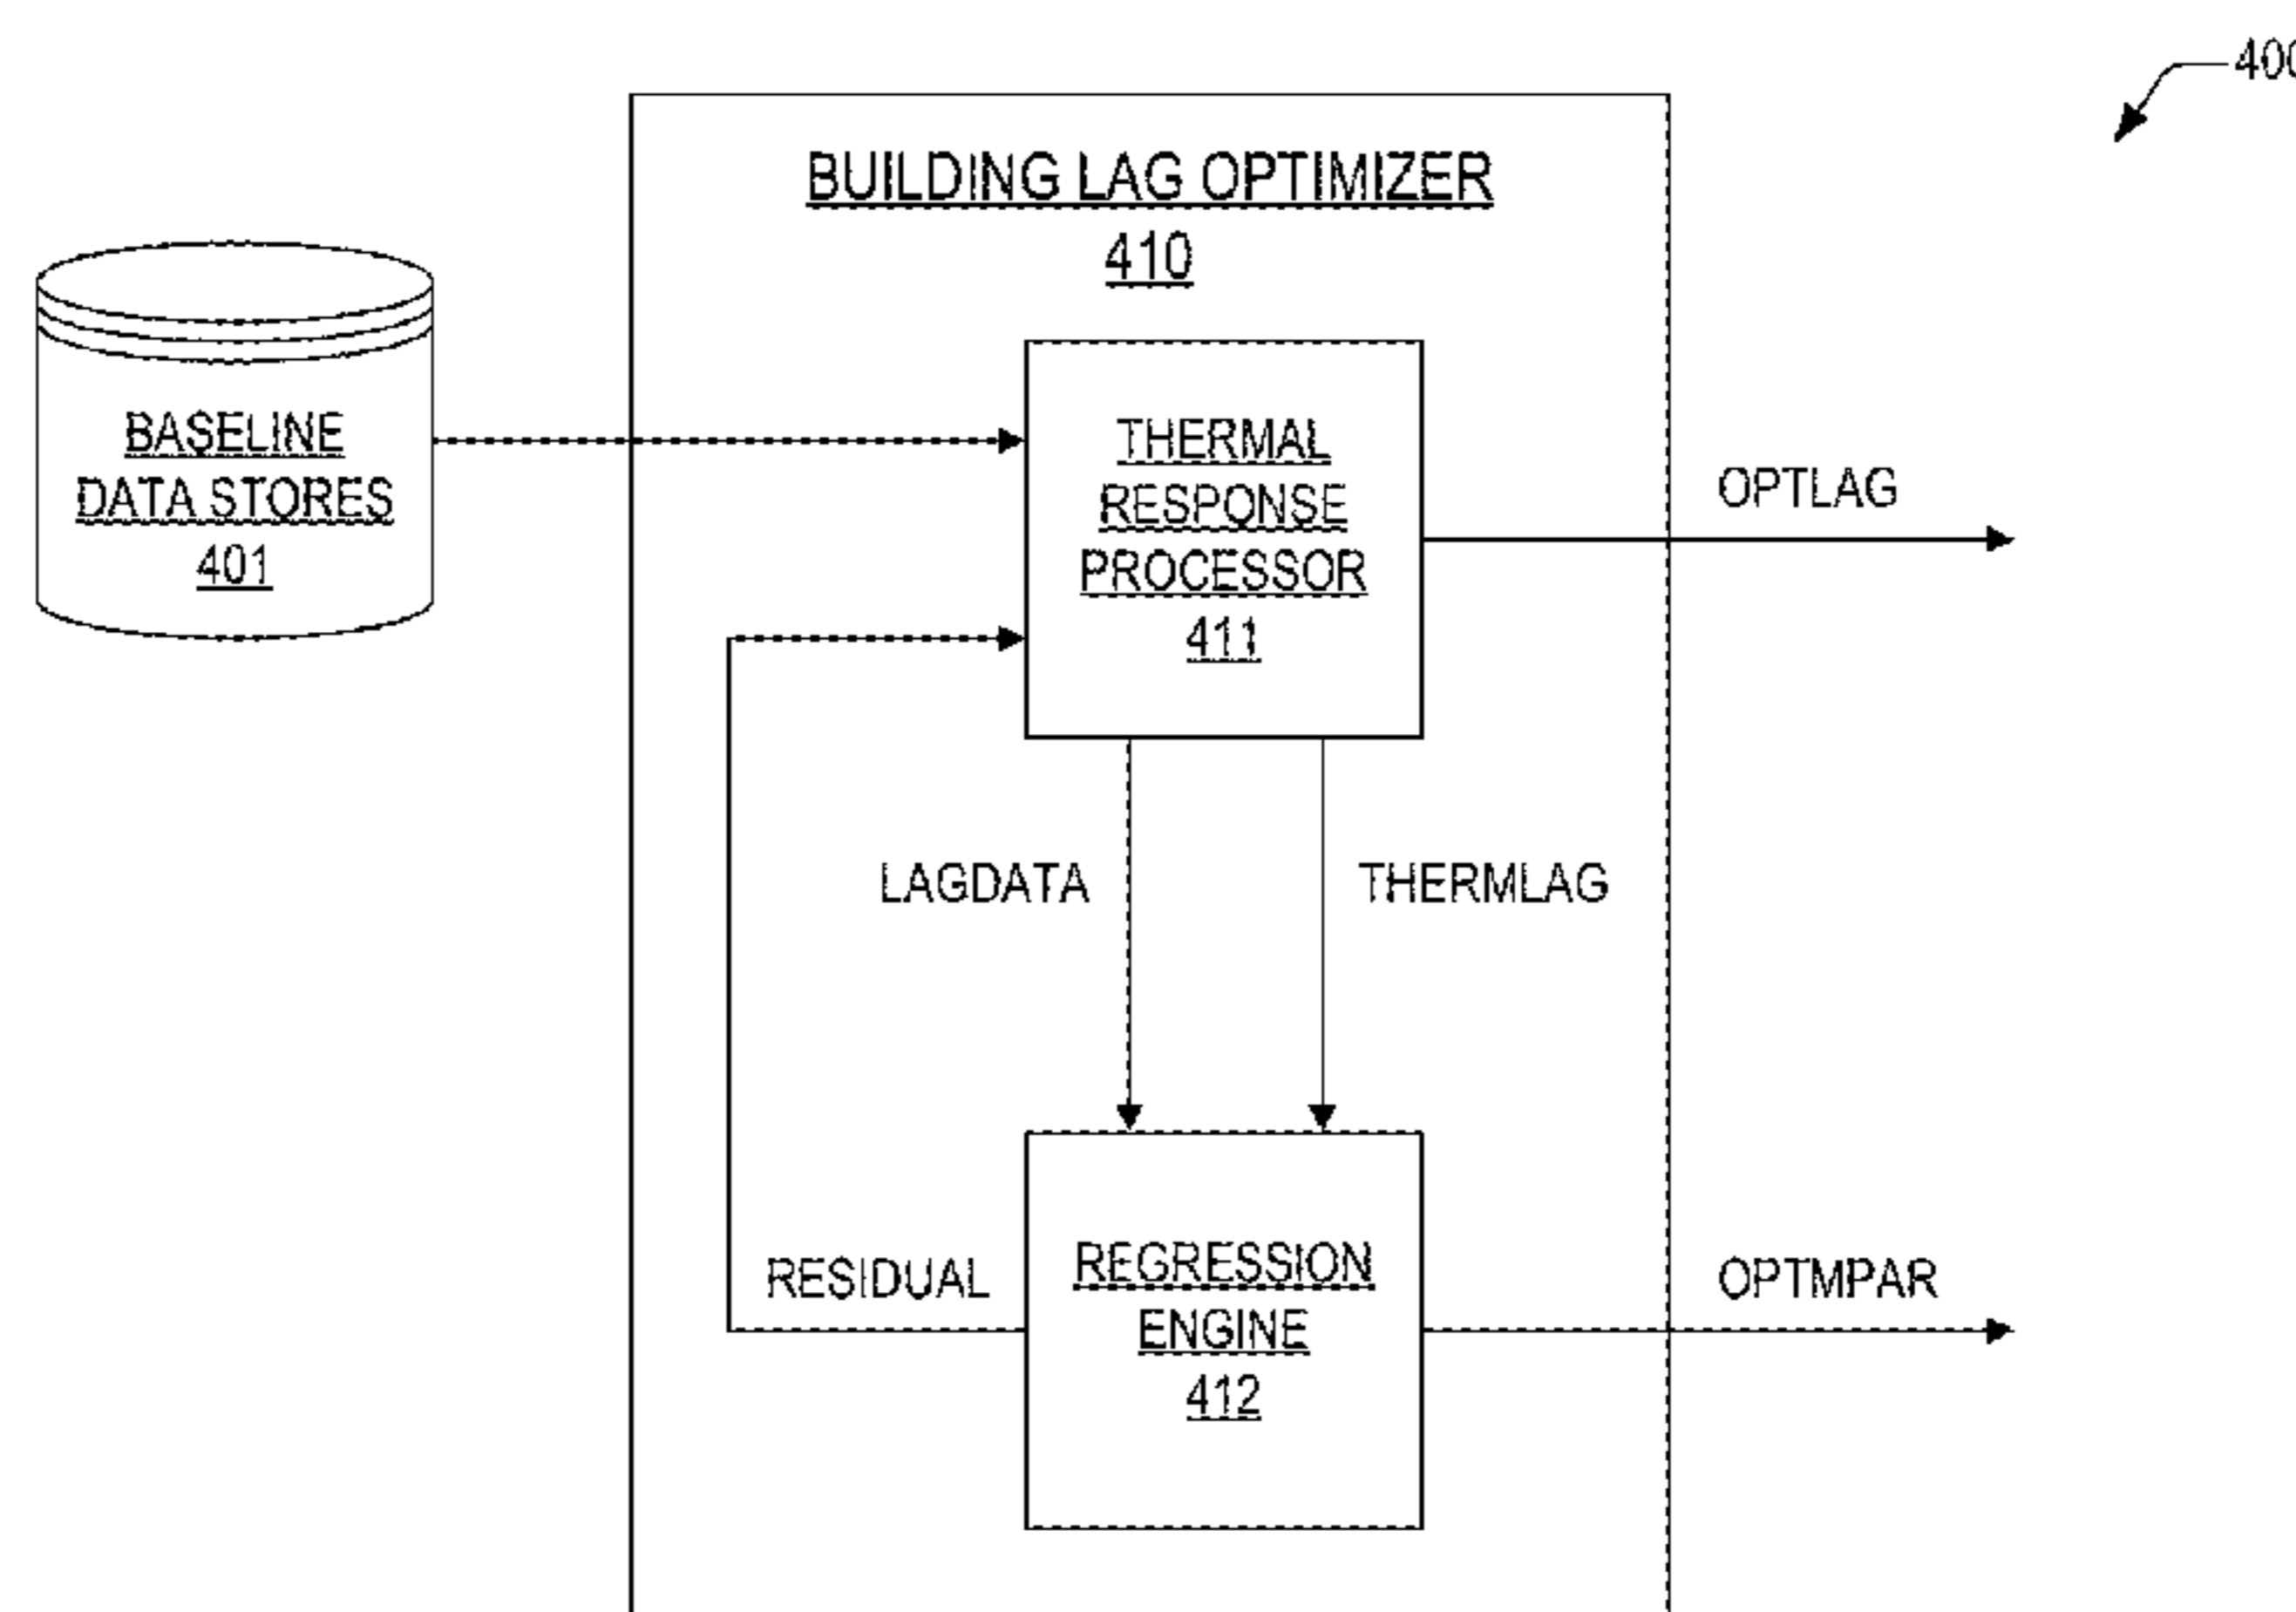 400
BUILDING LAG OPTIMIZER
410
BASELINE
DATA STORES
401
THERMAL
RESPONSE
PROCESSOR
411
OPTLAG
LAGDATA
THERMLAG
RESIDUAL
REGRESSION
ENGINE
412
OPTMPAR